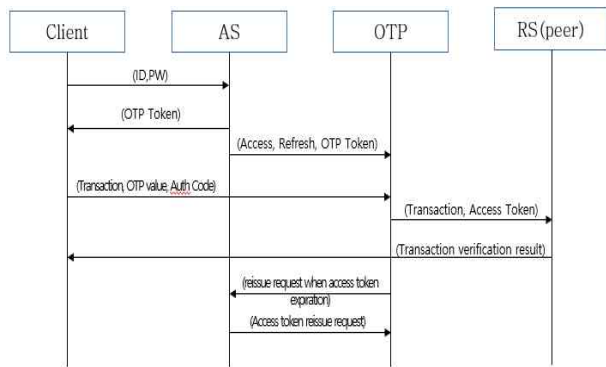 Client
AS
OTP
RS(peer)
(ID,PW)
(OTP Token)
(Access, Refresh, OTP Token)
(Transaction, OTP value, Auth Code)
(Transaction, Access Token)
(Transaction verification result)
(reissue request when access token
expiration)
(Access token reissue request)